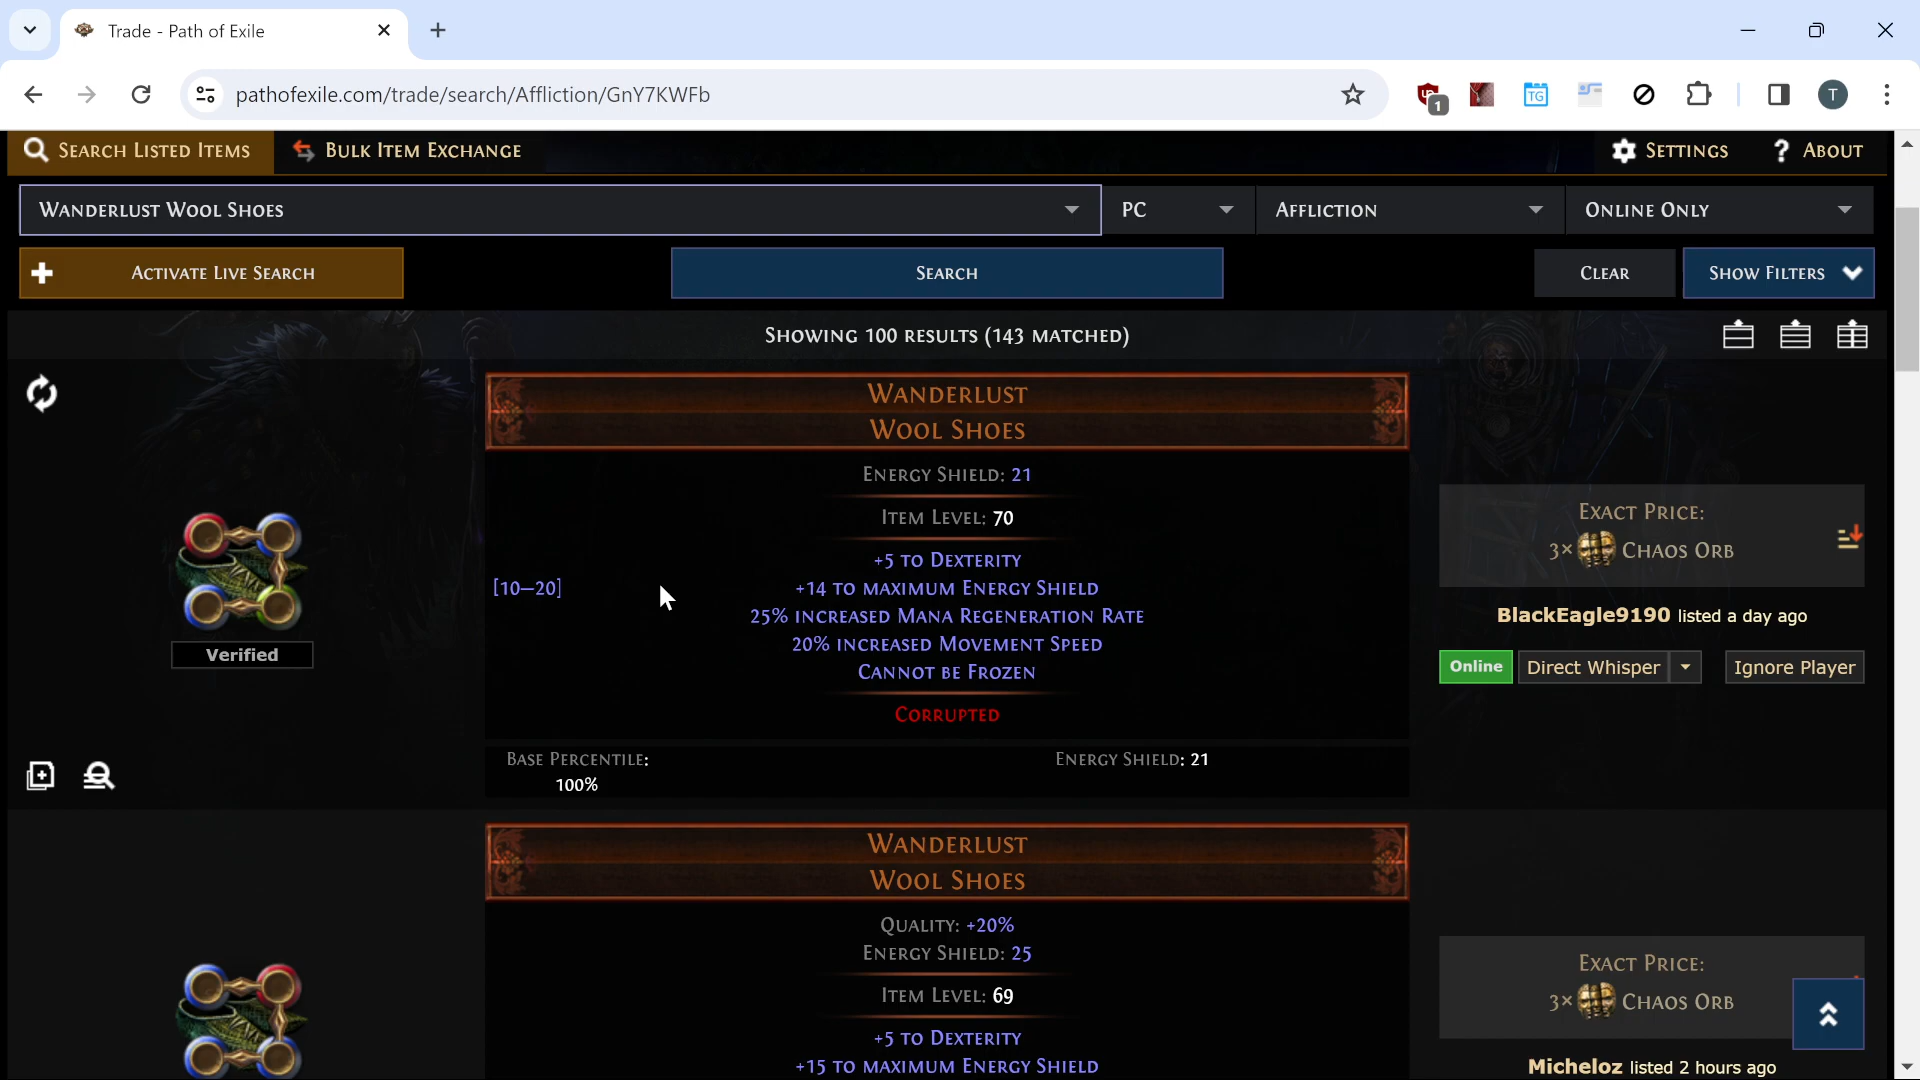 Trade - Path of Exile
pathofexile.com/trade/search/Affliction/GnY7KWFb
1
TG
T
Search Listed Items
Bulk Item Exchange
Settings
? About
Wanderlust Wool Shoes
PC
Affliction
Online Only
Activate Live Search
Search
Clear
Show Filters
Showing 100 results (143 matched)
Wanderlust
Wool Shoes
Energy Shield: 21
Item Level: 70
+5 to Dexterity
[10—20]
+14 to maximum Energy Shield
25% increased Mana Regeneration Rate
20% increased Movement Speed
Cannot be Frozen
Corrupted
Base Percentile:
100%
Energy Shield: 21
Verified
Exact Price:
3× Chaos Orb
BlackEagle9190 listed a day ago
Online
Direct Whisper
Ignore Player
Wanderlust
Wool Shoes
Quality: +20%
Energy Shield: 25
Item Level: 69
+5 to Dexterity
+15 to maximum Energy Shield
Exact Price:
3× Chaos Orb
Micheloz listed 2 hours ago